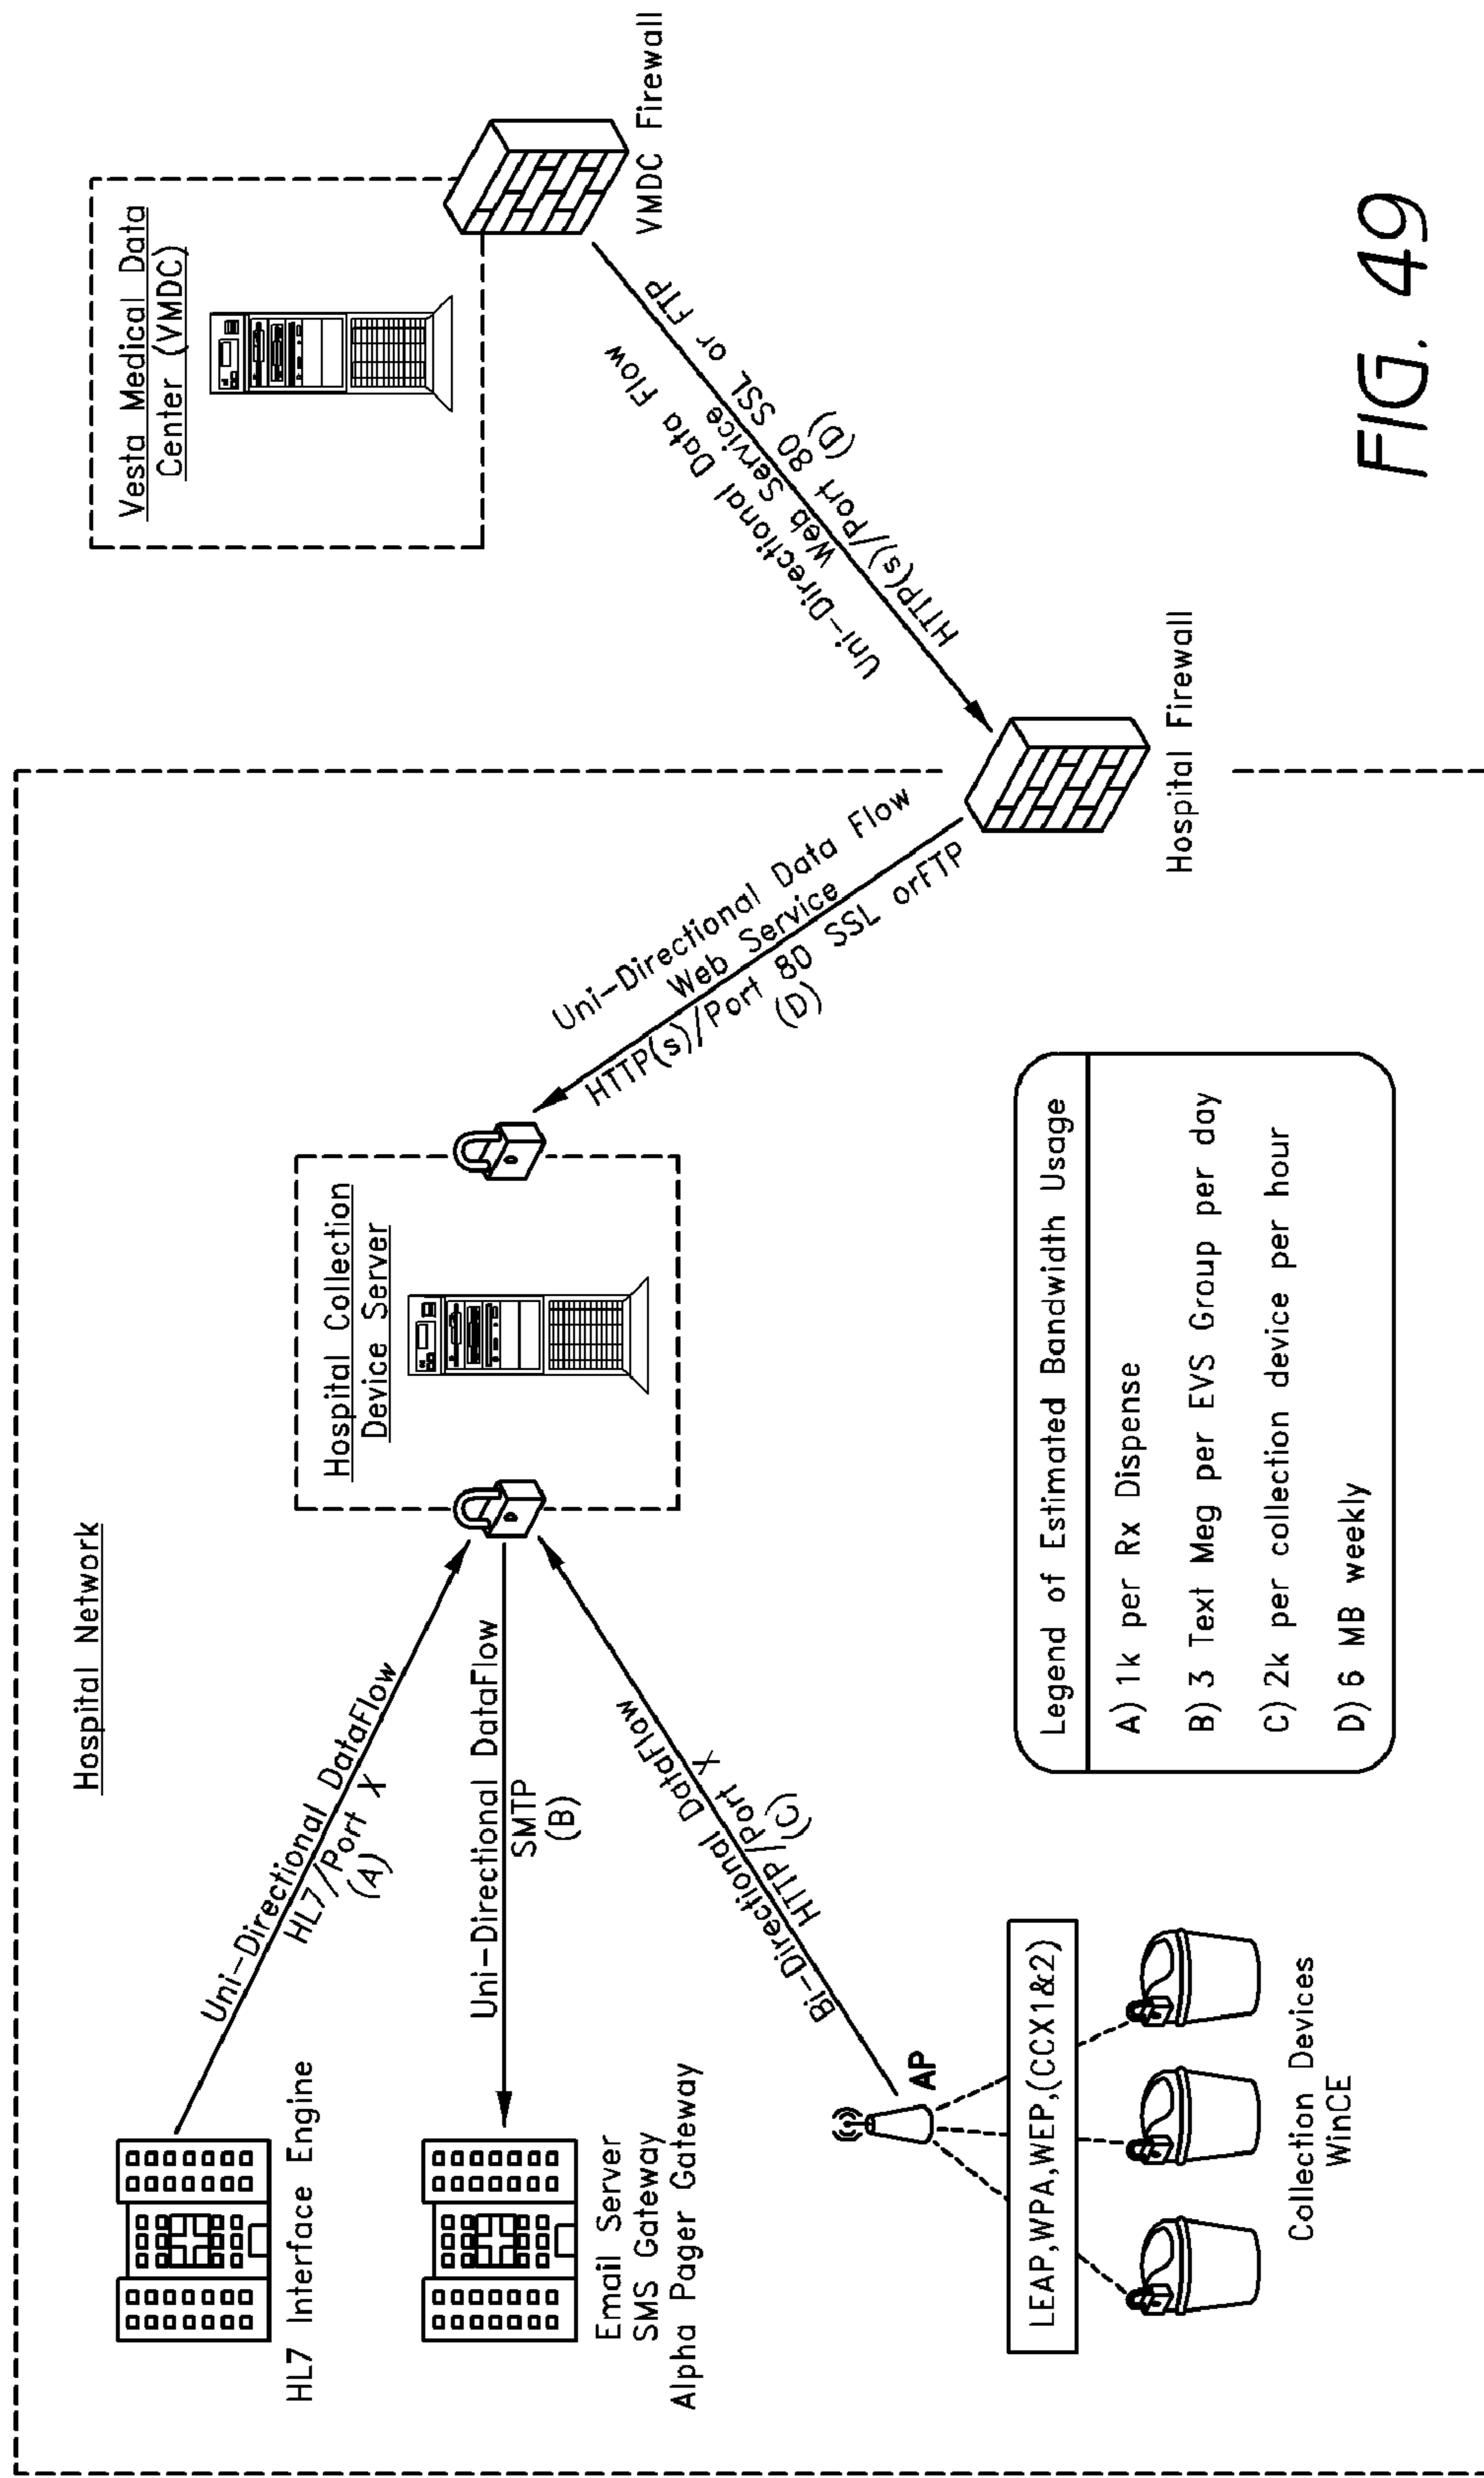 Hospital Network
HL7 Interface Engine
Uni-Directional DataFlow
HL7/Port X
(A)
Email Server
SMS Gateway
Alpha Pager Gateway
Uni-Directional DataFlow
SMTP
(B)
AP
Bi-Directional DataFlow
HTTP/Port X
(C)
LEAP,WPA,WEP,(CCX1&2)
Collection Devices
WinCE
Hospital Collection
Device Server
Uni-Directional Data Flow
Web Service
HTTP(s)/Port 80 SSL orFTP
(D)
Hospital Firewall
Vesta Medical Data
Center (VMDC)
VMDC Firewall
Uni-Directional Data Flow
Web Service
HTTP(s)/Port 80 SSL or FTP
(D)
Legend of Estimated Bandwidth Usage
A) 1k per Rx Dispense
B) 3 Text Meg per EVS Group per day
C) 2k per collection device per hour
D) 6 MB weekly
FIG. 49